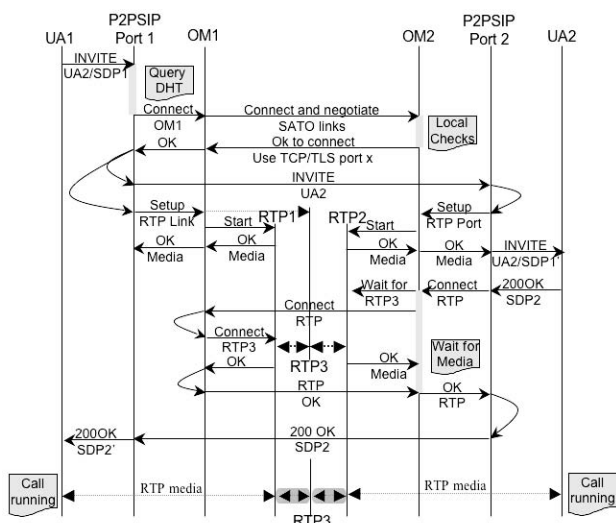 P2PSIP
P2PSIP
UA1
Port 1
OM1
OM2
Port 2
UA2
INVITE
UA2/SDP1
Query
DHT
Connect
OM1
Connect and negotiate
SATO links
Local
Checks
OK
Ok to connect
Use TCP/TLS port x
INVITE
UA2
Setup
RTP Link
RTP1
RTP2
Setup
RTP Port
Start
Start
OK
Media
OK
Media
OK
Media
OK
Media
INVITE
UA2/SDP1'
Wait for
RTP3
Connect
RTP
200OK
SDP2
Connect
RTP
Connect
RTP3
RTP3
Wait for
Media
OK
OK
Media
RTP
OK
OK
RTP
200OK
SDP2'
200 OK
SDP2
Call
running
RTP media
RTP media
Call
running
RTP3